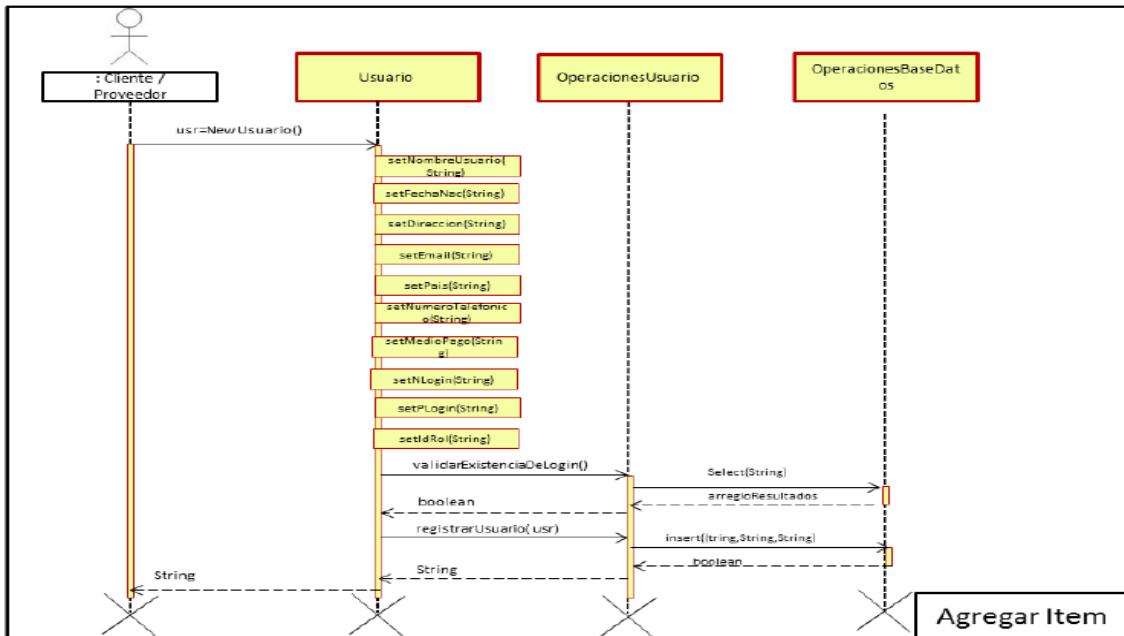 : Cliente /
Proveedor
Usuario
OperacionesUsuario
OperacionesBaseDat
os
usr=New Usuario()
setNombreUsuario(
String)
setFechaNac(String)
setDireccion(String)
setEmail(String)
setPais(String)
setNumeroTelefonic
o(String)
setMedioPago(Strin
g)
setNLogin(String)
setPLogin(String)
setIdRol(String)
validarExistenciaDeLogin()
Select(String)
arregloResultados
boolean
registrarUsuario( usr)
insert((tring,String,String)
boolean
String
String
Agregar Item